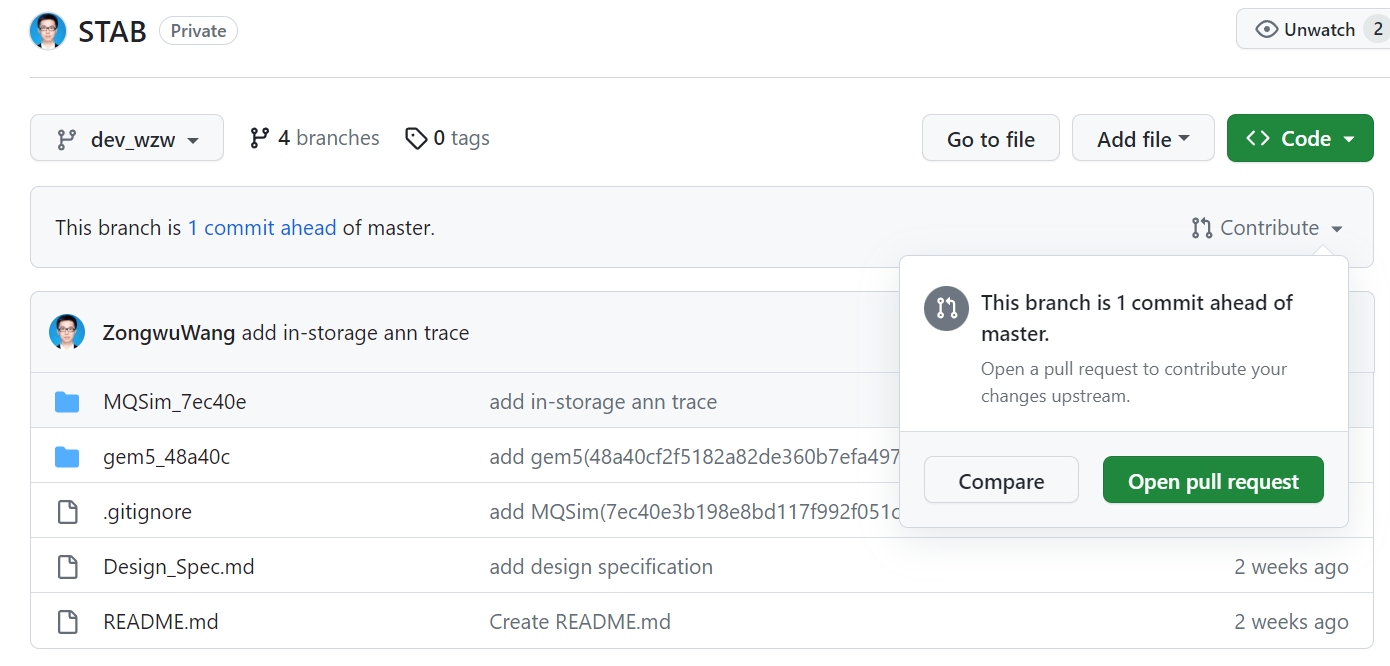 STAB Private Unwatch 2
dev_wzw 4 branches 0 tags Go to file Add file Code
This branch is 1 commit ahead of master. Contribute
This branch is 1 commit ahead of
master.
Open a pull request to contribute your
changes upstream.
Compare Open pull request
ZongwuWang add in-storage ann trace
MQSim_7ec40e add in-storage ann trace
gem5_48a40c add gem5(48a40cf2f5182a82de360b7efa497
.gitignore add MQSim(7ec40e3b198e8bd117f992f051c
Design_Spec.md add design specification 2 weeks ago
README.md Create README.md 2 weeks ago